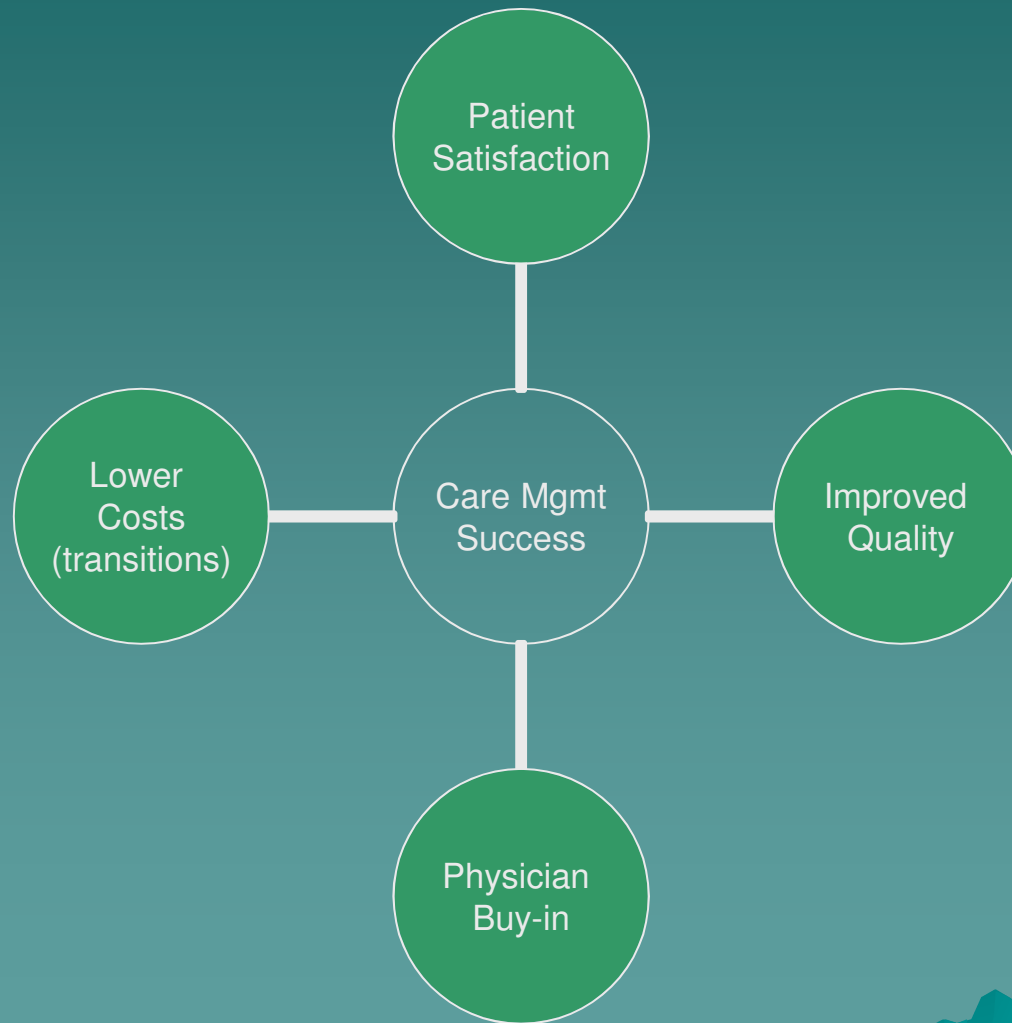 Patient
Satisfaction
Lower
Costs
(transitions)
Care Mgmt
Success
Improved
Quality
Physician
Buy-in